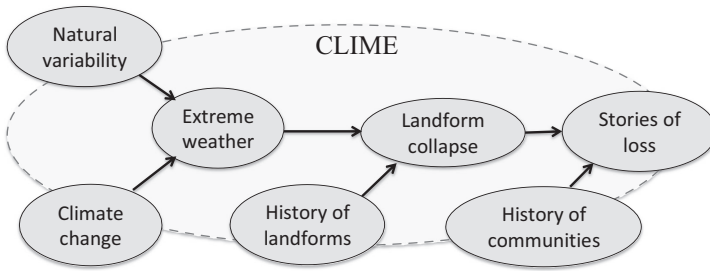 Natural
variability
CLIME
Extreme
weather
Landform
collapse
Stories of
loss
Climate
change
History of
landforms
History of
communities